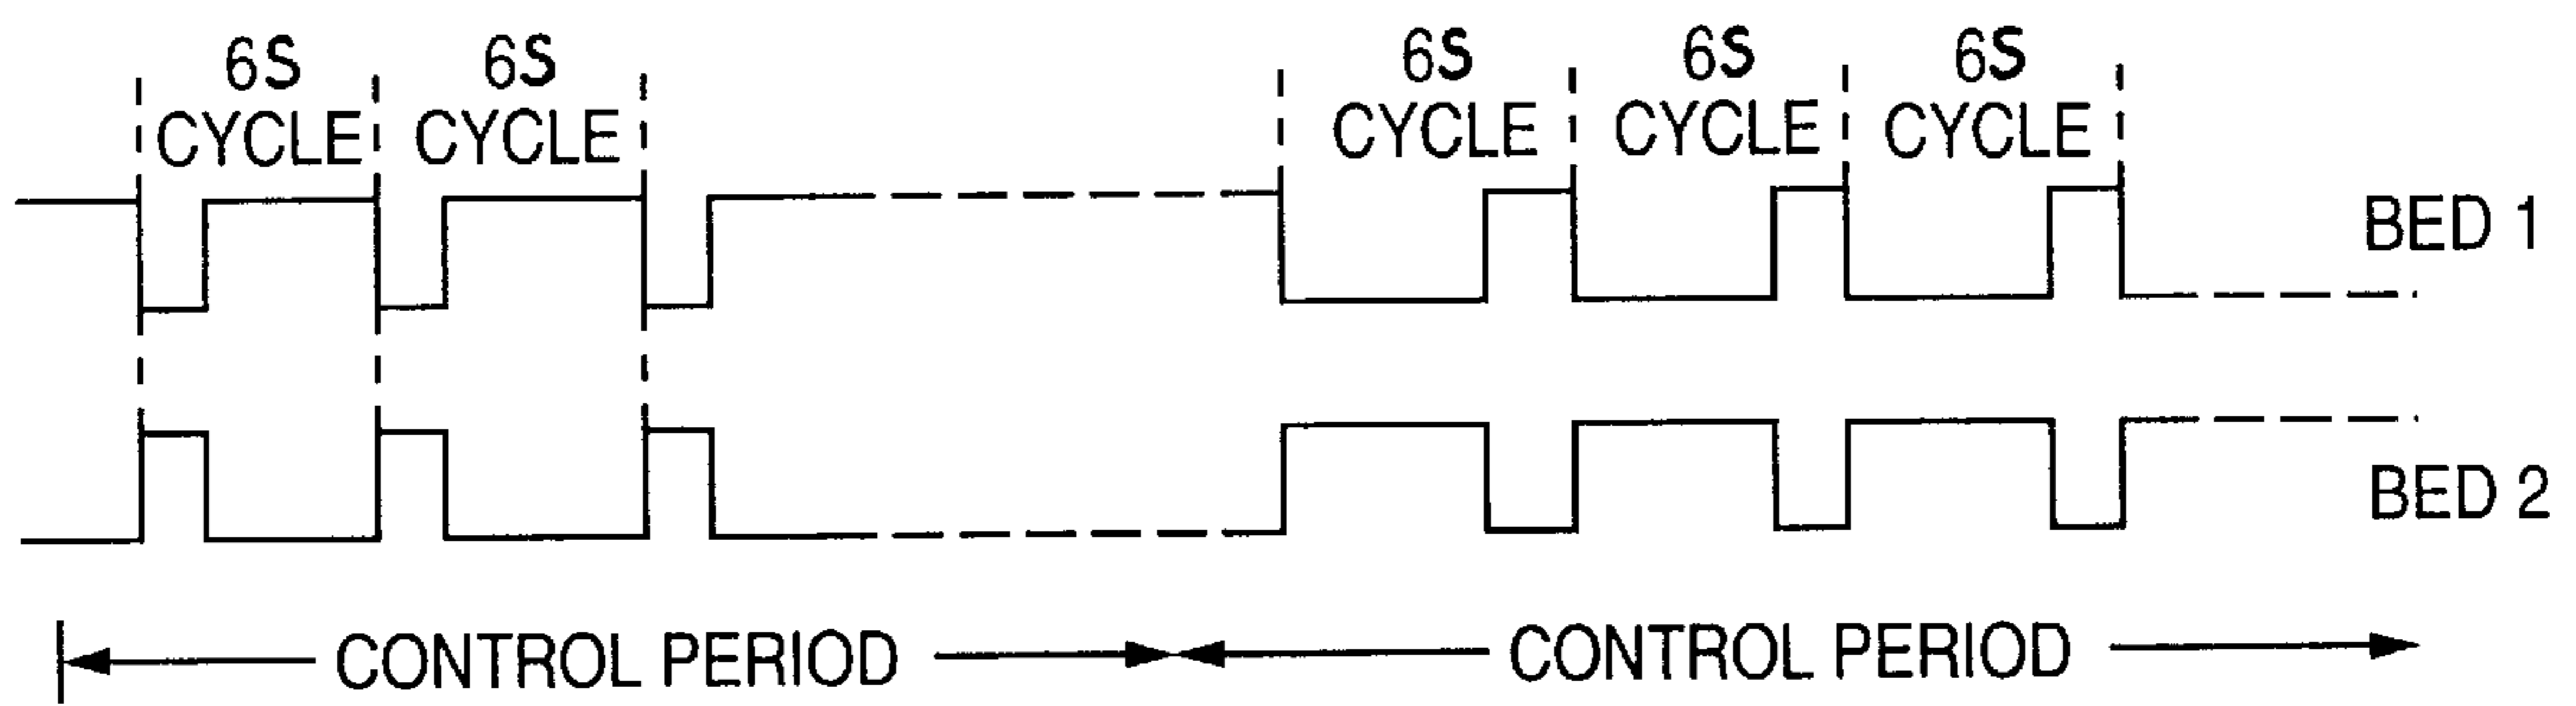 6S
CYCLE
6S
CYCLE
6S
CYCLE
6S
CYCLE
6S
CYCLE
BED 1
BED 2
CONTROL PERIOD
CONTROL PERIOD